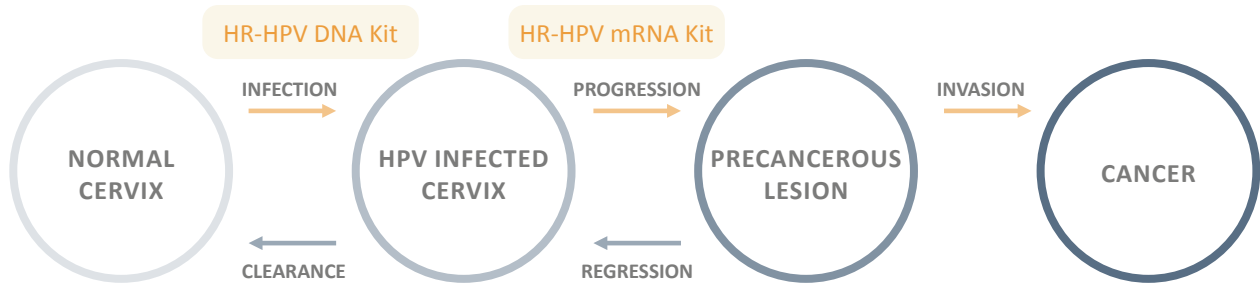 HR-HPV DNA Kit
HR-HPV mRNA Kit
INFECTION
PROGRESSION
INVASION
NORMAL
CERVIX
HPV INFECTED
CERVIX
PRECANCEROUS
LESION
CANCER
CLEARANCE
REGRESSION